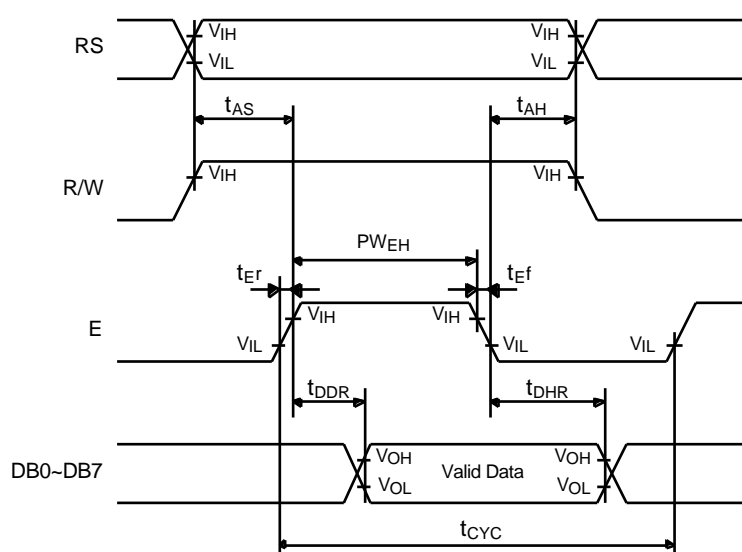 RS
VIH
VIH
VIL
VIL
tAS
tAH
R/W
VIH
VIH
PWEH
tEr
tEf
E
VIH
VIH
VIL
VIL
VIL
tDDR
tDHR
DB0~DB7
VOH
Valid Data
VOH
VOL
VOL
tCYC